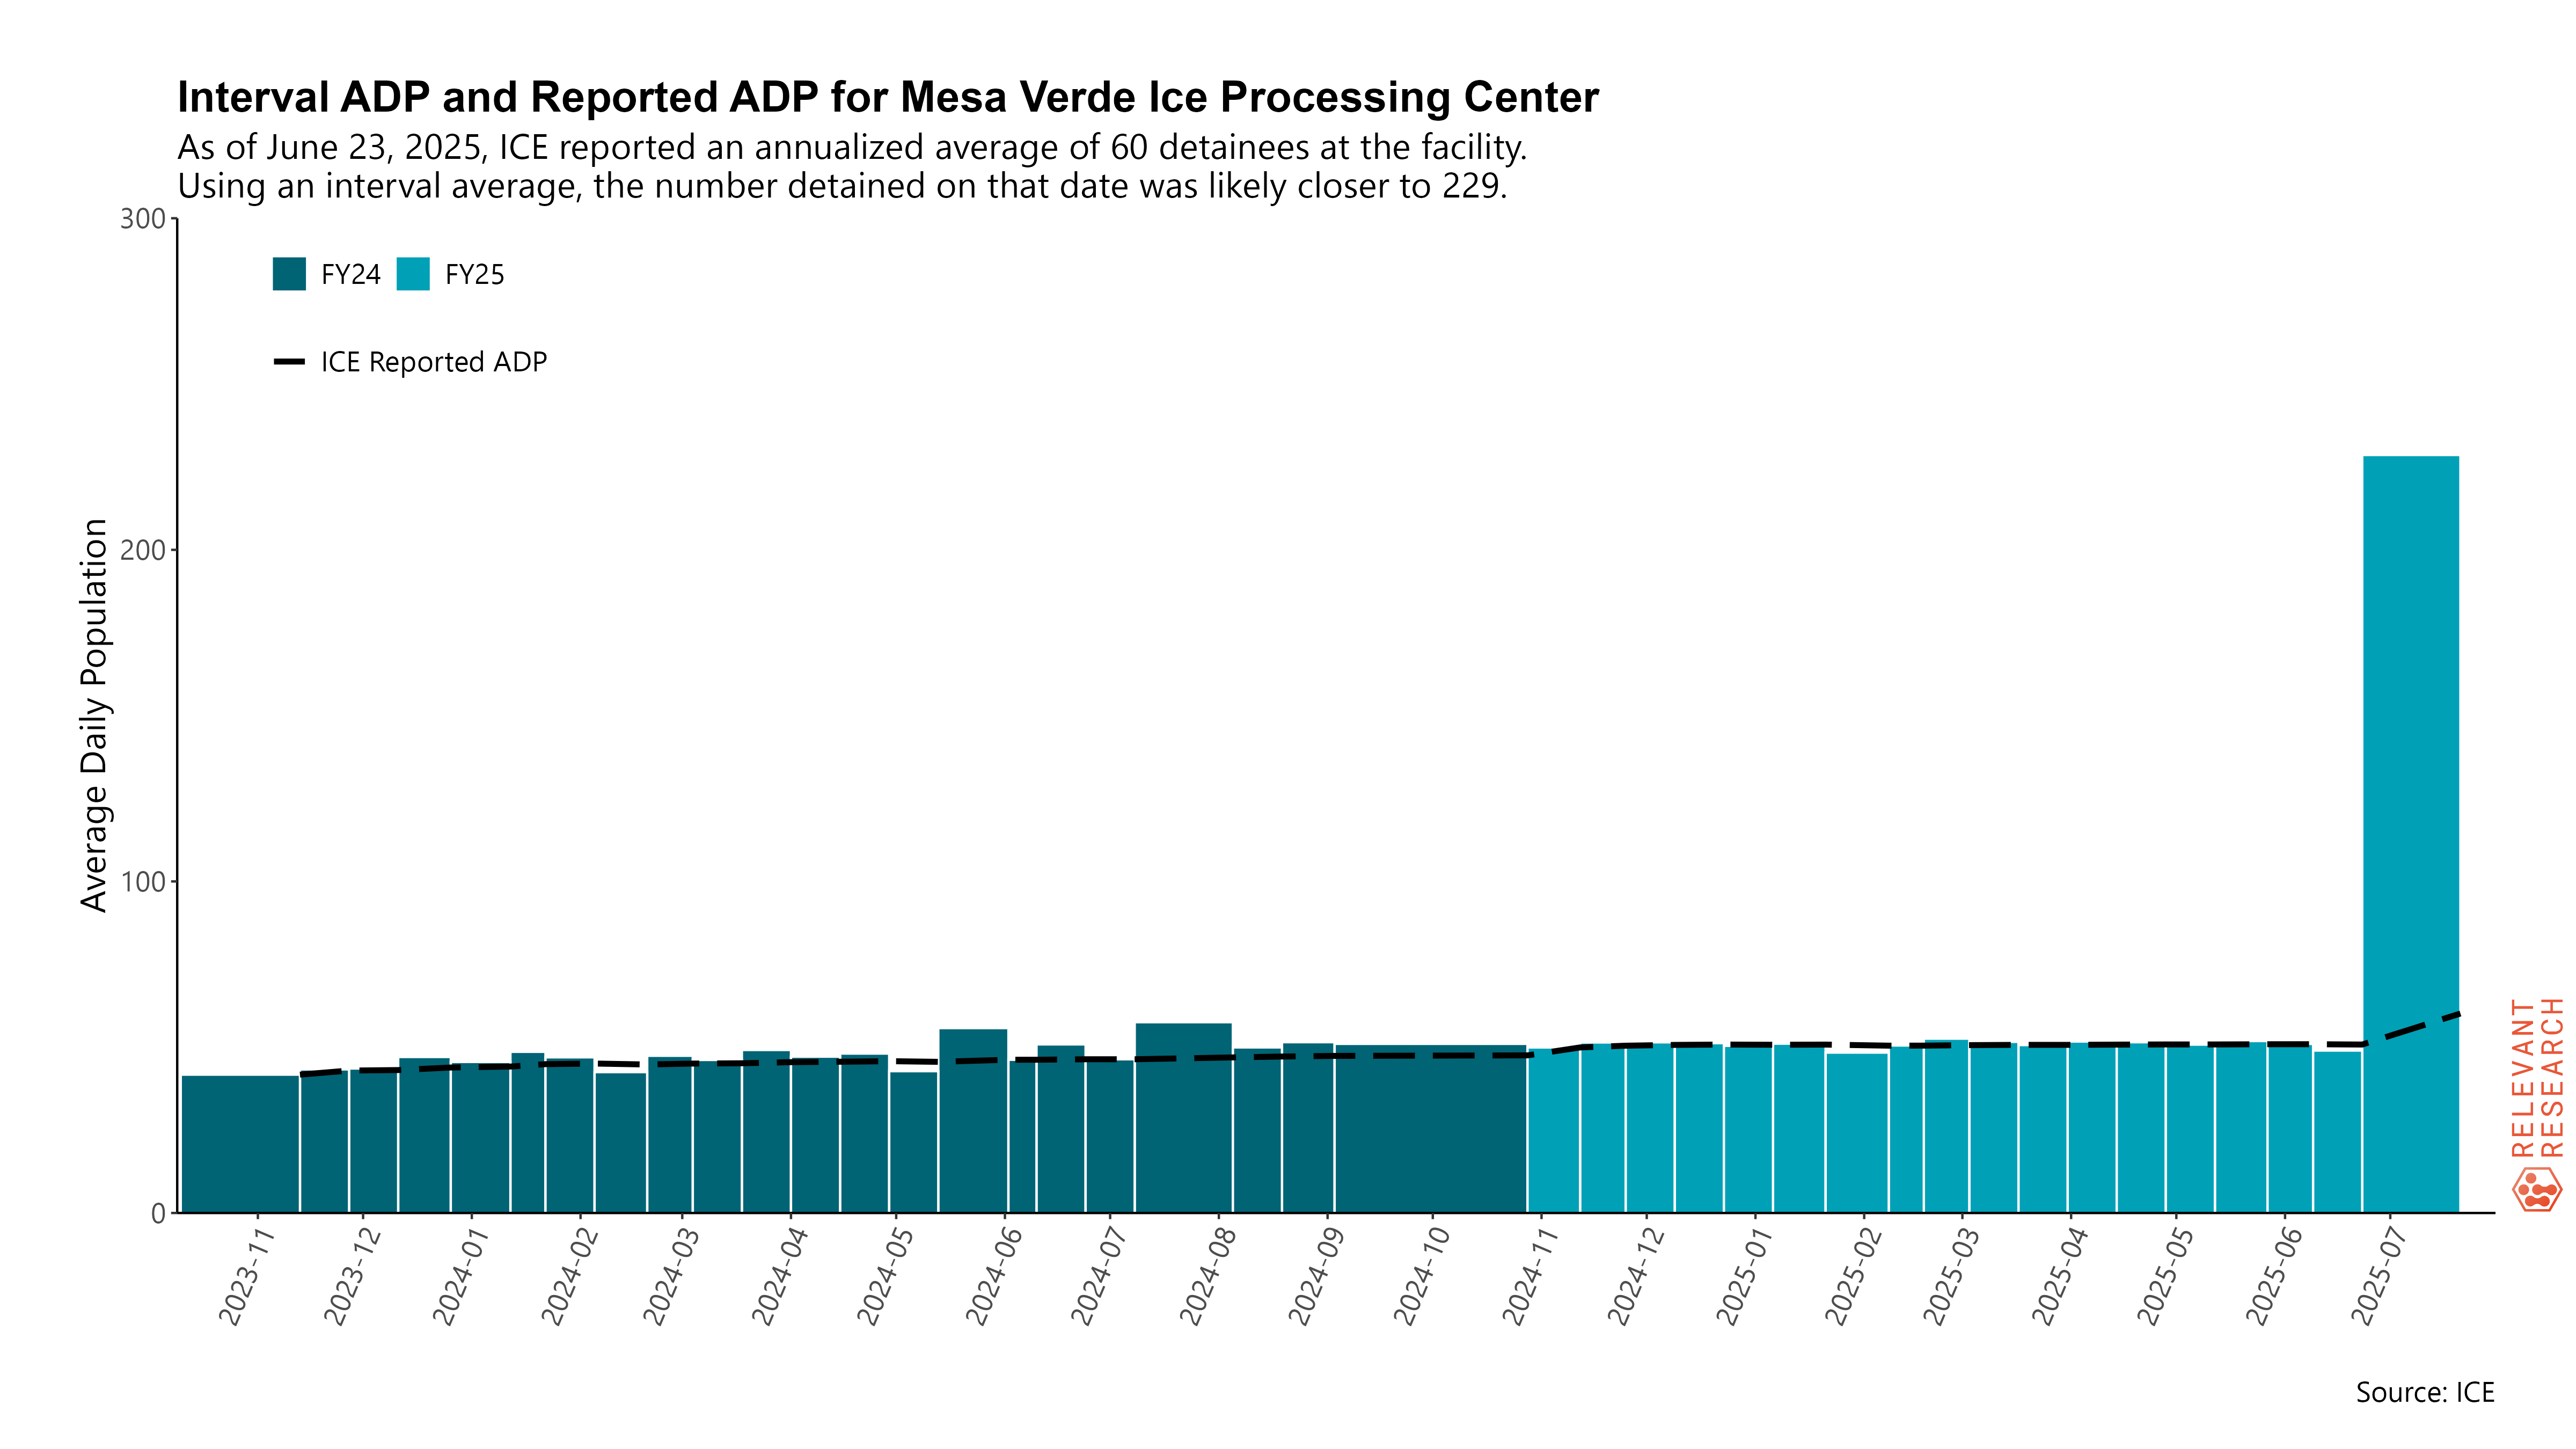 Interval ADP and Reported ADP for Mesa Verde Ice Processing Center
As of June 23, 2025, ICE reported an annualized average of 60 detainees at the facility.
Using an interval average, the number detained on that date was likely closer to 229.
300
200
100
0
Average Daily Population
FY24 FY25
ICE Reported ADP
2023-11
2023-12
2024-01
2024-02
2024-03
2024-04
2024-05
2024-06
2024-07
2024-08
2024-09
2024-10
2024-11
2024-12
2025-01
2025-02
2025-03
2025-04
2025-05
2025-06
2025-07
RELEVANT
RESEARCH
Source: ICE